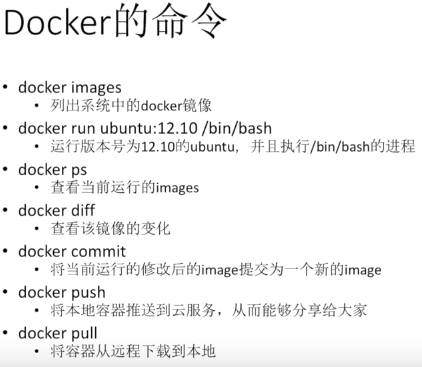 Docker的命令
• docker images
• 列出系统中的docker镜像
• docker run ubuntu:12.10 /bin/bash
• 运行版本号为12.10的ubuntu，并且执行/bin/bash的进程
• docker ps
• 查看当前运行的images
• docker diff
• 查看该镜像的变化
• docker commit
• 将当前运行的修改后的image提交为一个新的image
• docker push
• 将本地容器推送到云服务，从而能够分享给大家
• docker pull
• 将容器从远程下载到本地